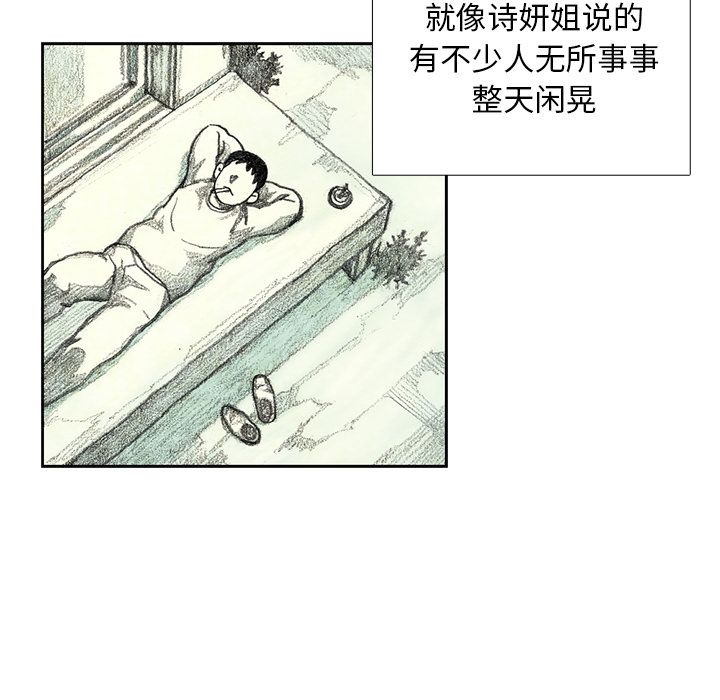 就像诗妍姐说的
有不少人无所事事
整天闲晃